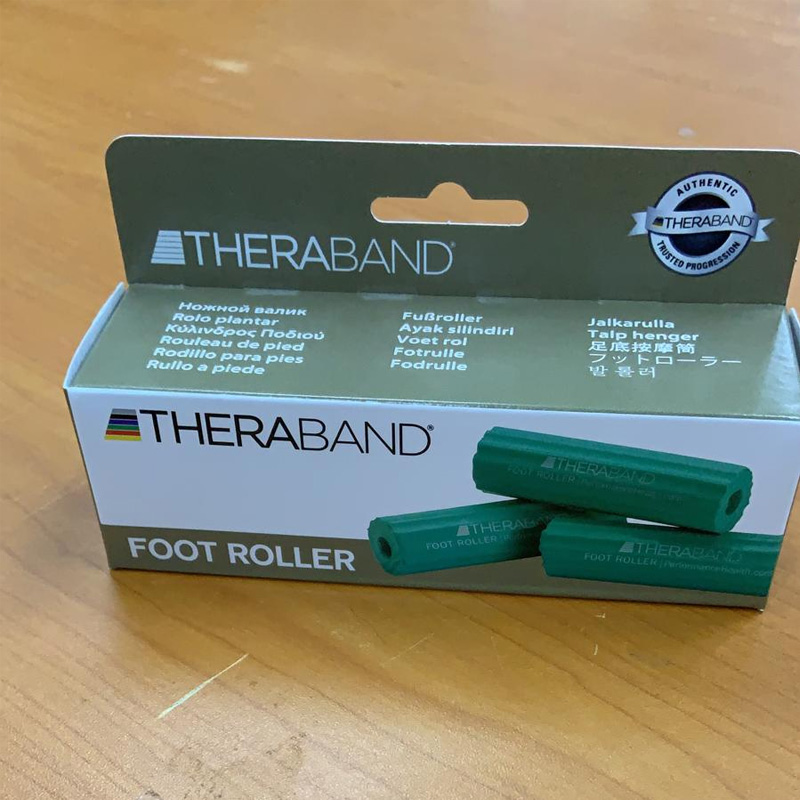 THERABAND®
AUTHENTIC
THERABAND
TRUSTED PROGRESSION
Ножной валик
Rolo plantar
Κύλινδρος Ποδιού
Rouleau de pied
Rodillo para pies
Rullo a piede
Fußroller
Ayak silindiri
Voet rol
Fotrulle
Fodrulle
Jalkarulla
Talp henger
足底按摩筒
フットローラー
발 롤러
THERABAND®
FOOT ROLLER
THERABAND
FOOT ROLLER
THERABAND
FOOT ROLLER
THERABAND
FOOT ROLLER | PerformanceHealth.com